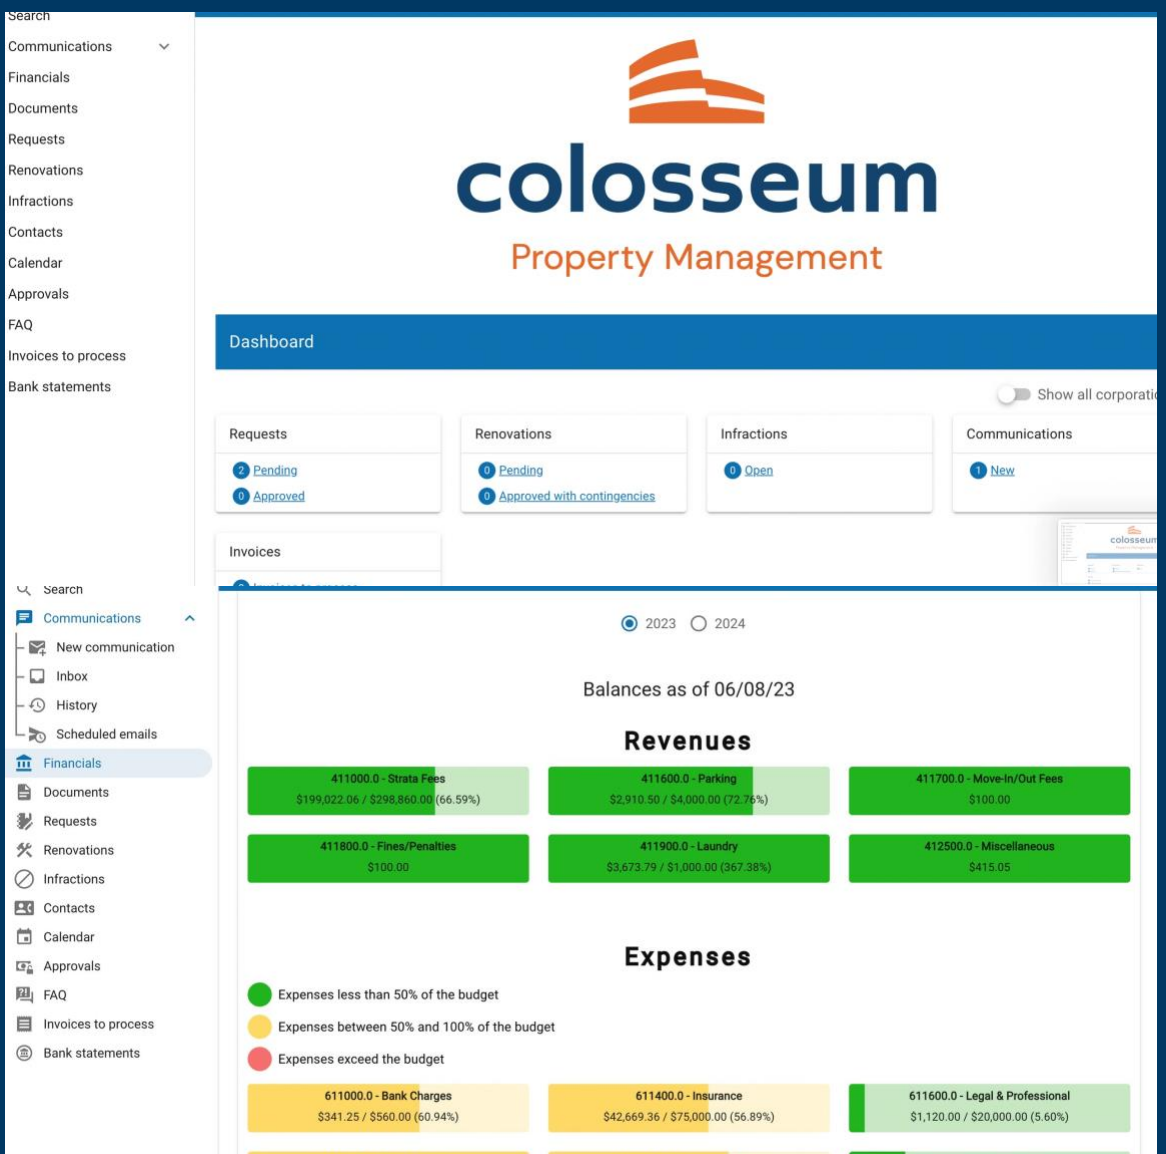 Search
Communications
Financials
Documents
Requests
Renovations
Infractions
Contacts
Calendar
Approvals
FAQ
Invoices to process
Bank statements
colosseum
Property Management
Dashboard
Show all corporatio
Requests
2 Pending
0 Approved
Renovations
0 Pending
0 Approved with contingencies
Infractions
0 Open
Communications
1 New
Invoices
colosseum
Search
Communications
New communication
Inbox
History
Scheduled emails
Financials
Documents
Requests
Renovations
Infractions
Contacts
Calendar
Approvals
FAQ
Invoices to process
Bank statements
2023 2024
Balances as of 06/08/23
Revenues
411000.0 - Strata Fees
$199,022.06 / $298,860.00 (66.59%)
411600.0 - Parking
$2,910.50 / $4,000.00 (72.76%)
411700.0 - Move-In/Out Fees
$100.00
411800.0 - Fines/Penalties
$100.00
411900.0 - Laundry
$3,673.79 / $1,000.00 (367.38%)
412500.0 - Miscellaneous
$415.05
Expenses
Expenses less than 50% of the budget
Expenses between 50% and 100% of the budget
Expenses exceed the budget
611000.0 - Bank Charges
$341.25 / $560.00 (60.94%)
611400.0 - Insurance
$42,669.36 / $75,000.00 (56.89%)
611600.0 - Legal & Professional
$1,120.00 / $20,000.00 (5.60%)